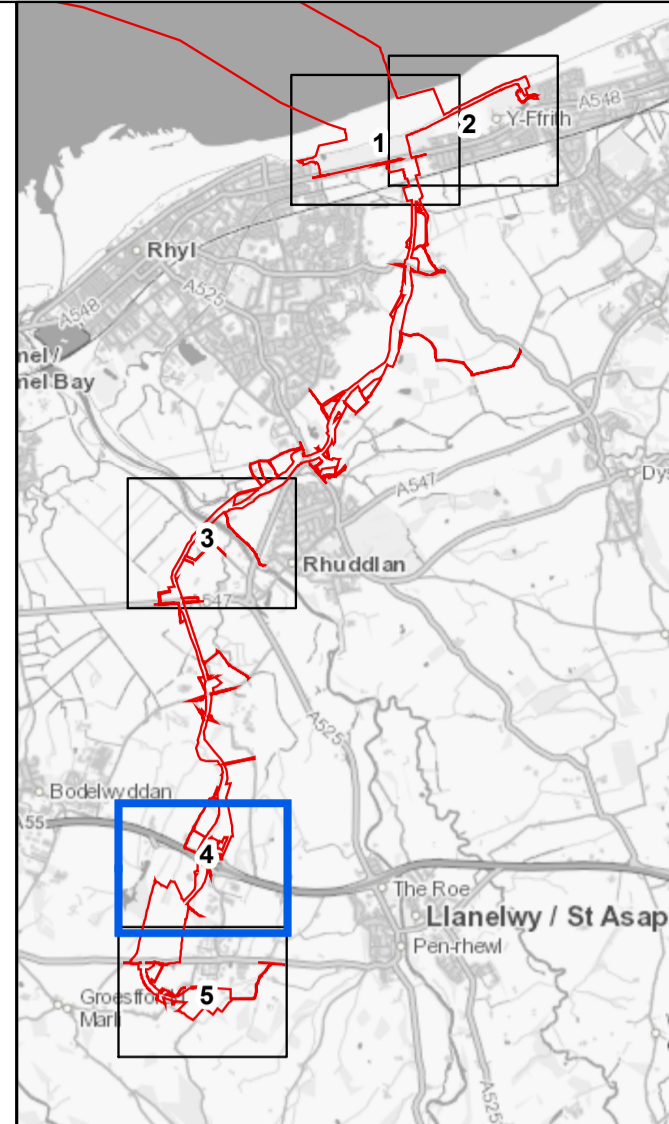 2
Y-Ffrith
A548
1
Rhyl
A525
A548
nel /
nel Bay
A547
Dys
3
Rhuddlan
A547
A525
Bodelwyddan
A55
4
The Roe
Llanelwy / St Asap
Pen-rhewl
5
Groesffordd
Marli
A525